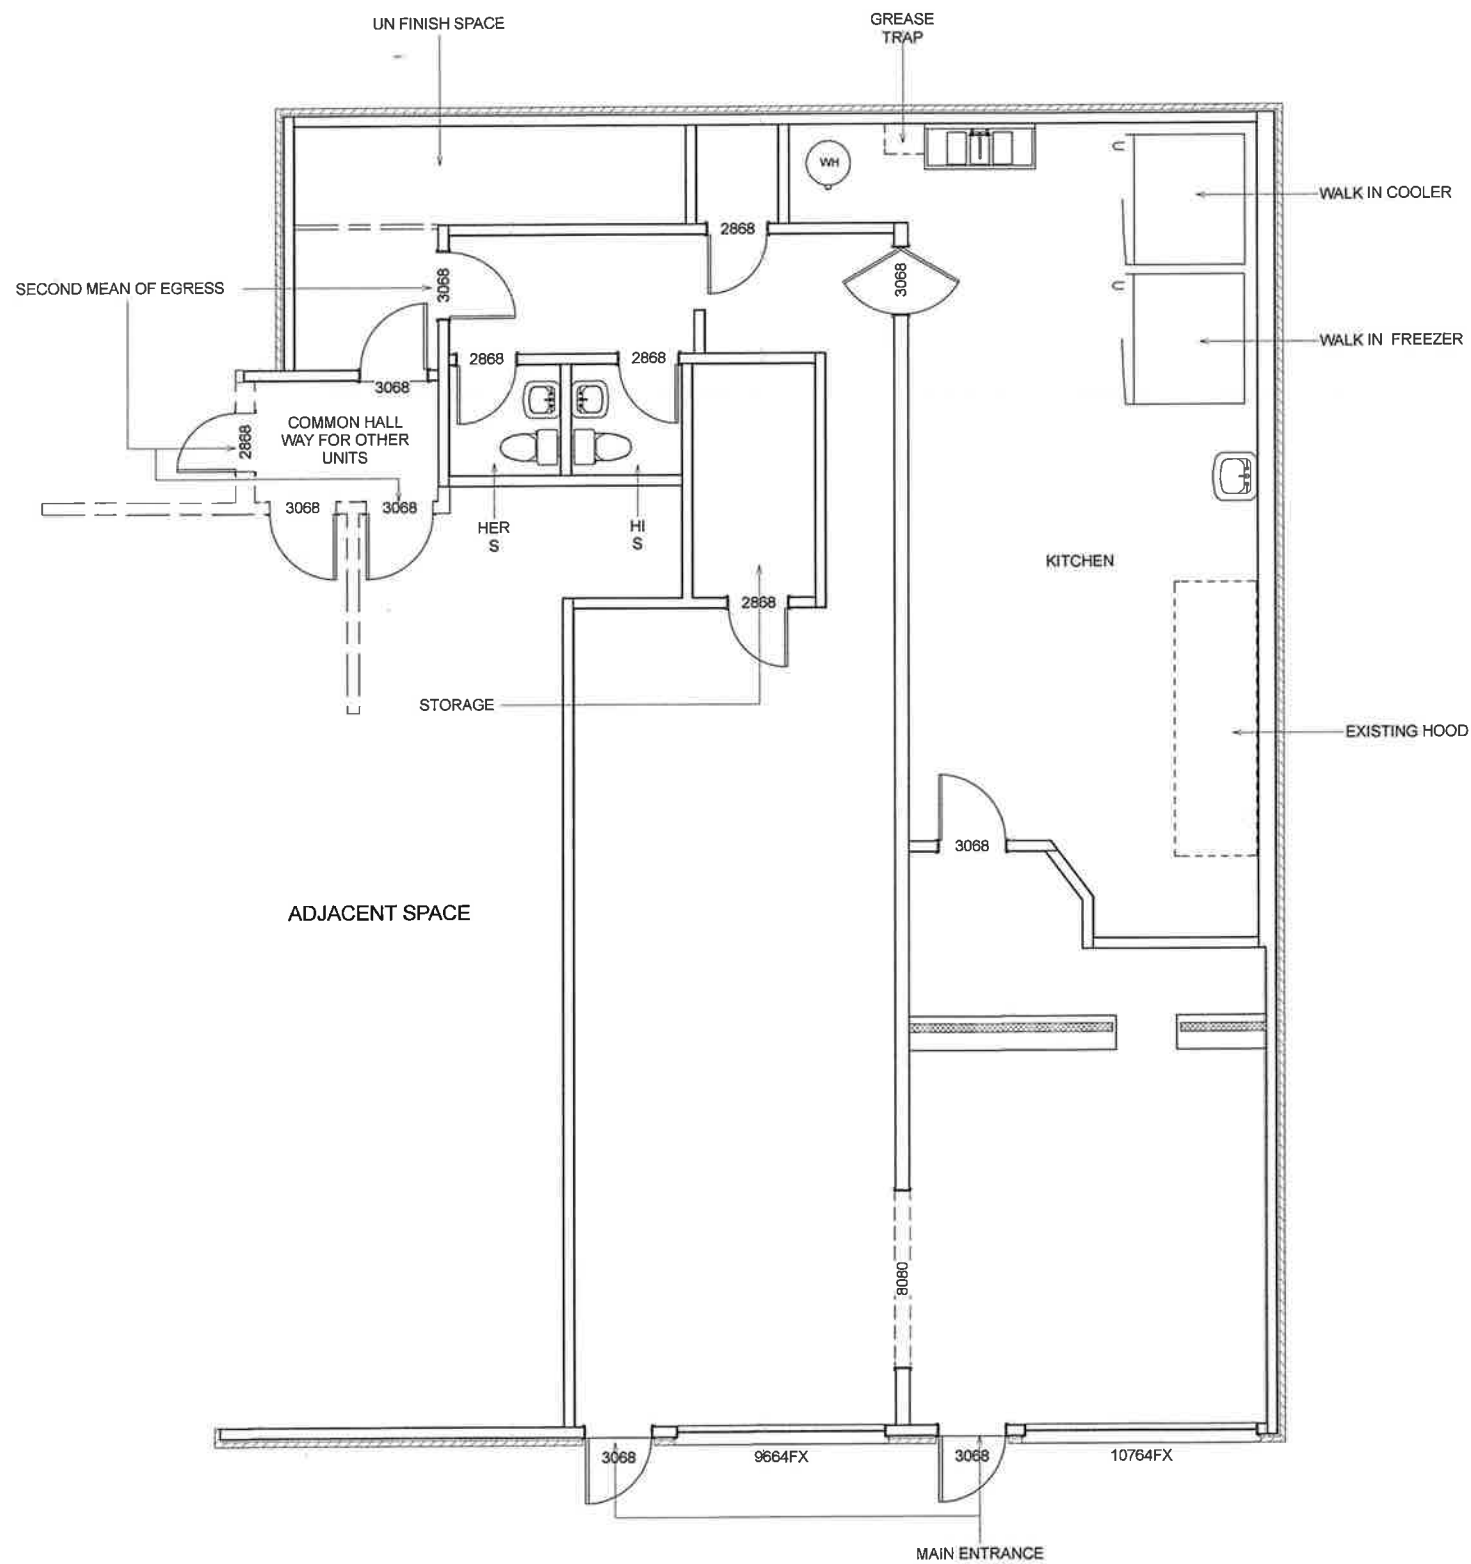 UN FINISH SPACE
GREASE
TRAP
WH
WALK IN COOLER
2868
3068
3068
SECOND MEAN OF EGRESS
WALK IN FREEZER
2868
2868
3068
COMMON HALL
WAY FOR OTHER
UNITS
2868
3068
3068
HER
S
HI
S
KITCHEN
2868
STORAGE
EXISTING HOOD
3068
ADJACENT SPACE
8080
3068
9664FX
3068
10764FX
MAIN ENTRANCE